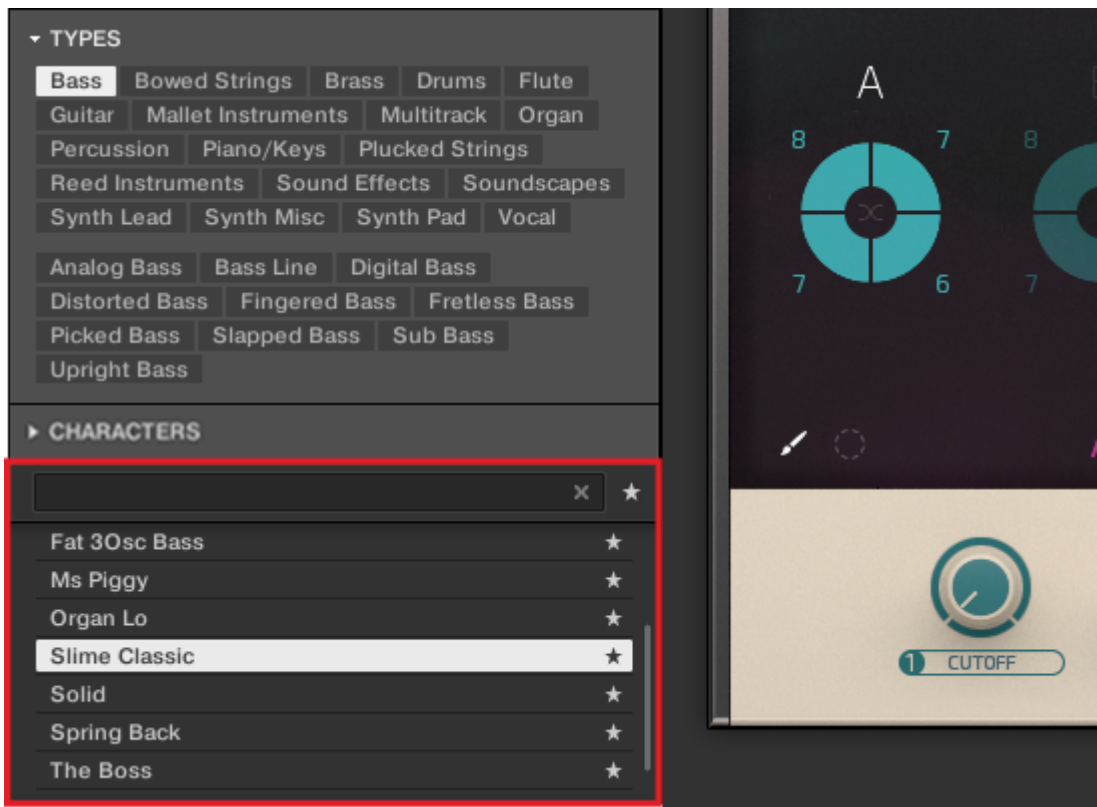 TYPES
Bass Bowed Strings Brass Drums Flute
Guitar Mallet Instruments Multitrack Organ
Percussion Piano/Keys Plucked Strings
Reed Instruments Sound Effects Soundscapes
Synth Lead Synth Misc Synth Pad Vocal
Analog Bass Bass Line Digital Bass
Distorted Bass Fingered Bass Fretless Bass
Picked Bass Slapped Bass Sub Bass
Upright Bass
CHARACTERS
Fat 3Osc Bass
Ms Piggy
Organ Lo
Slime Classic
Solid
Spring Back
The Boss
A
8 7 8
7 6 7
1 CUTOFF